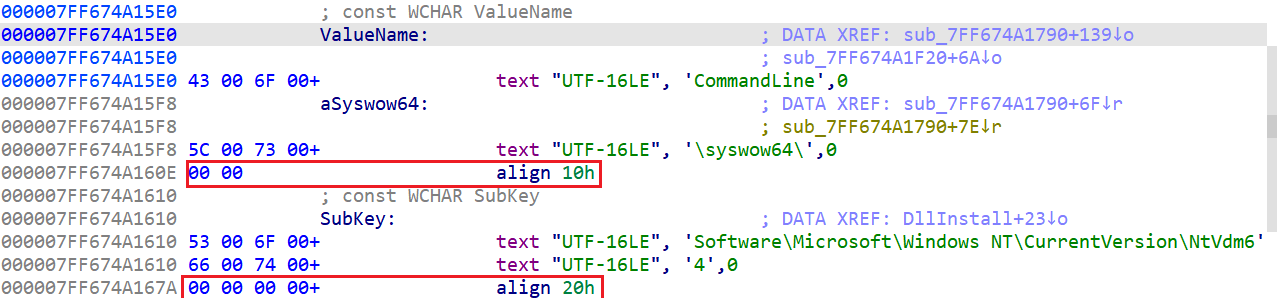 000007FF674A15E0 ; const WCHAR ValueName
000007FF674A15E0 ValueName: ; DATA XREF: sub_7FF674A1790+139↓o
000007FF674A15E0 ; sub_7FF674A1F20+6A↓o
000007FF674A15E0 43 00 6F 00+ text "UTF-16LE", 'CommandLine',0
000007FF674A15F8 aSyswow64: ; DATA XREF: sub_7FF674A1790+6F↓r
000007FF674A15F8 ; sub_7FF674A1790+7E↓r
000007FF674A15F8 5C 00 73 00+ text "UTF-16LE", '\syswow64\',0
000007FF674A160E 00 00 align 10h
000007FF674A1610 ; const WCHAR SubKey
000007FF674A1610 SubKey: ; DATA XREF: DllInstall+23↓o
000007FF674A1610 53 00 6F 00+ text "UTF-16LE", 'Software\Microsoft\Windows NT\CurrentVersion\NtVdm6'
000007FF674A1610 66 00 74 00+ text "UTF-16LE", '4',0
000007FF674A167A 00 00 00 00+ align 20h